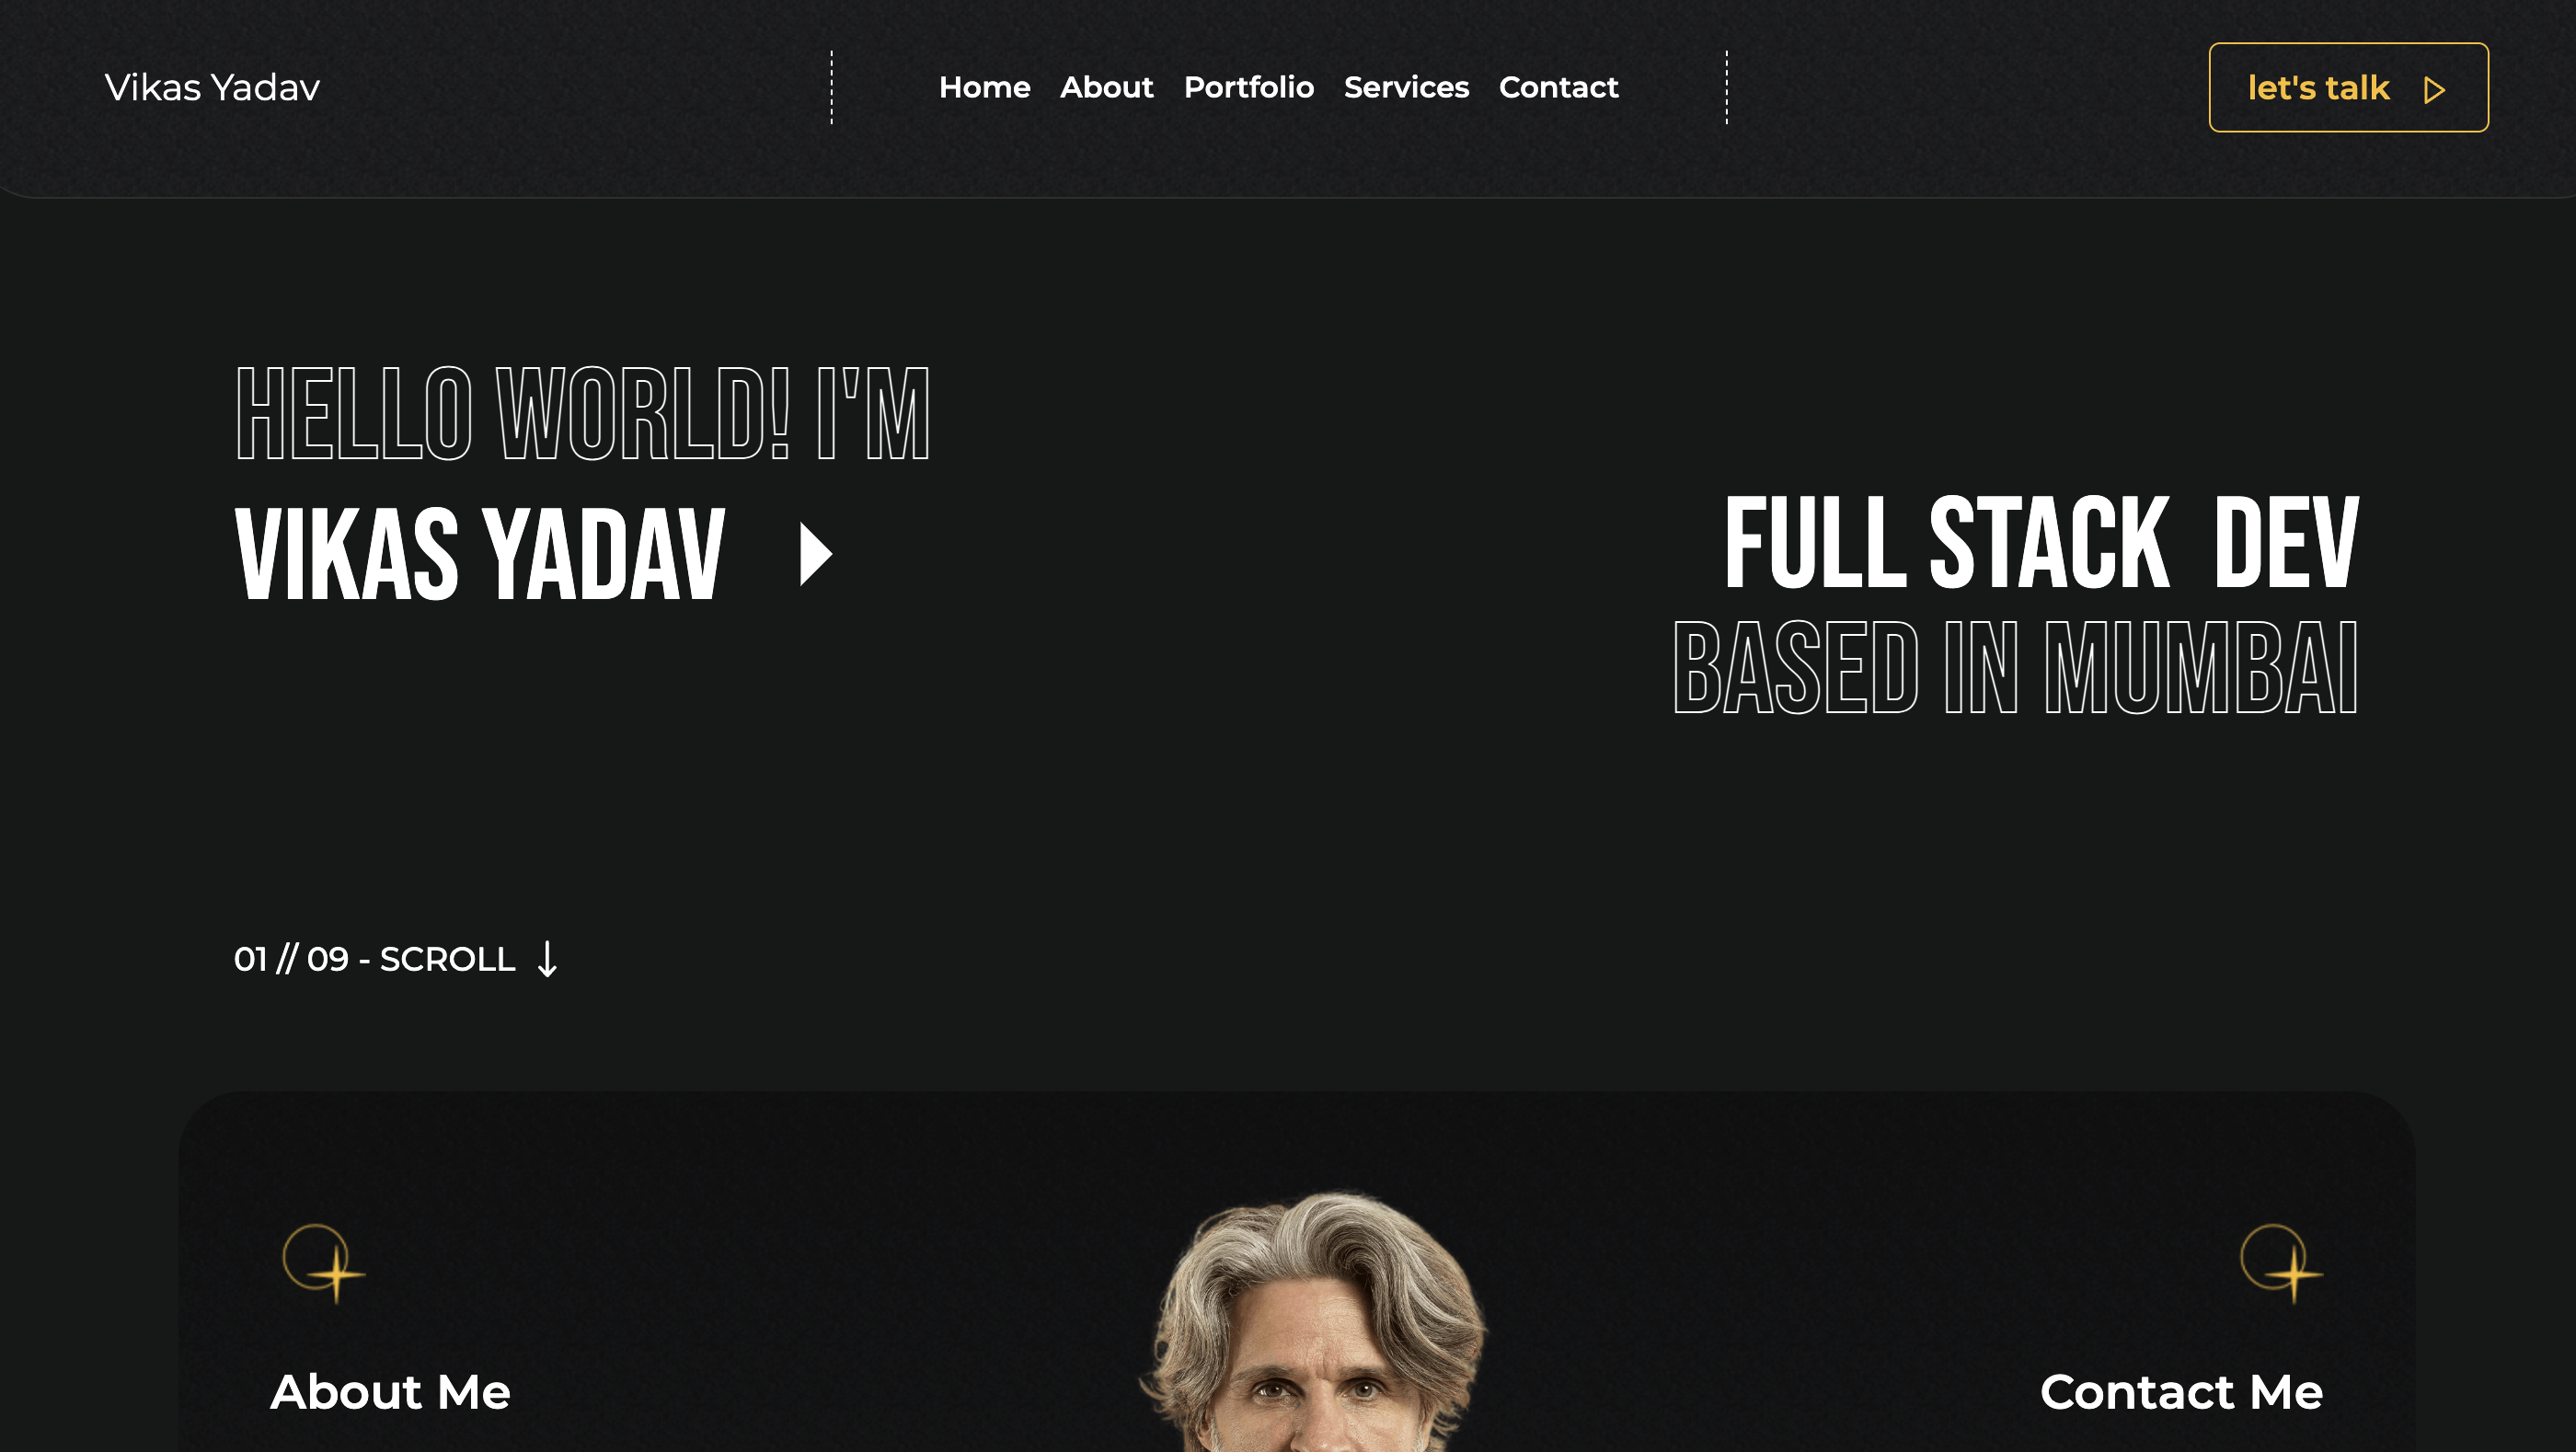 Vikas Yadav
Home About Portfolio Services Contact
let's talk
HELLO WORLD! I'M
VIKAS YADAV
FULL STACK DEV
BASED IN MUMBAI
01 // 09 - SCROLL
About Me
Contact Me